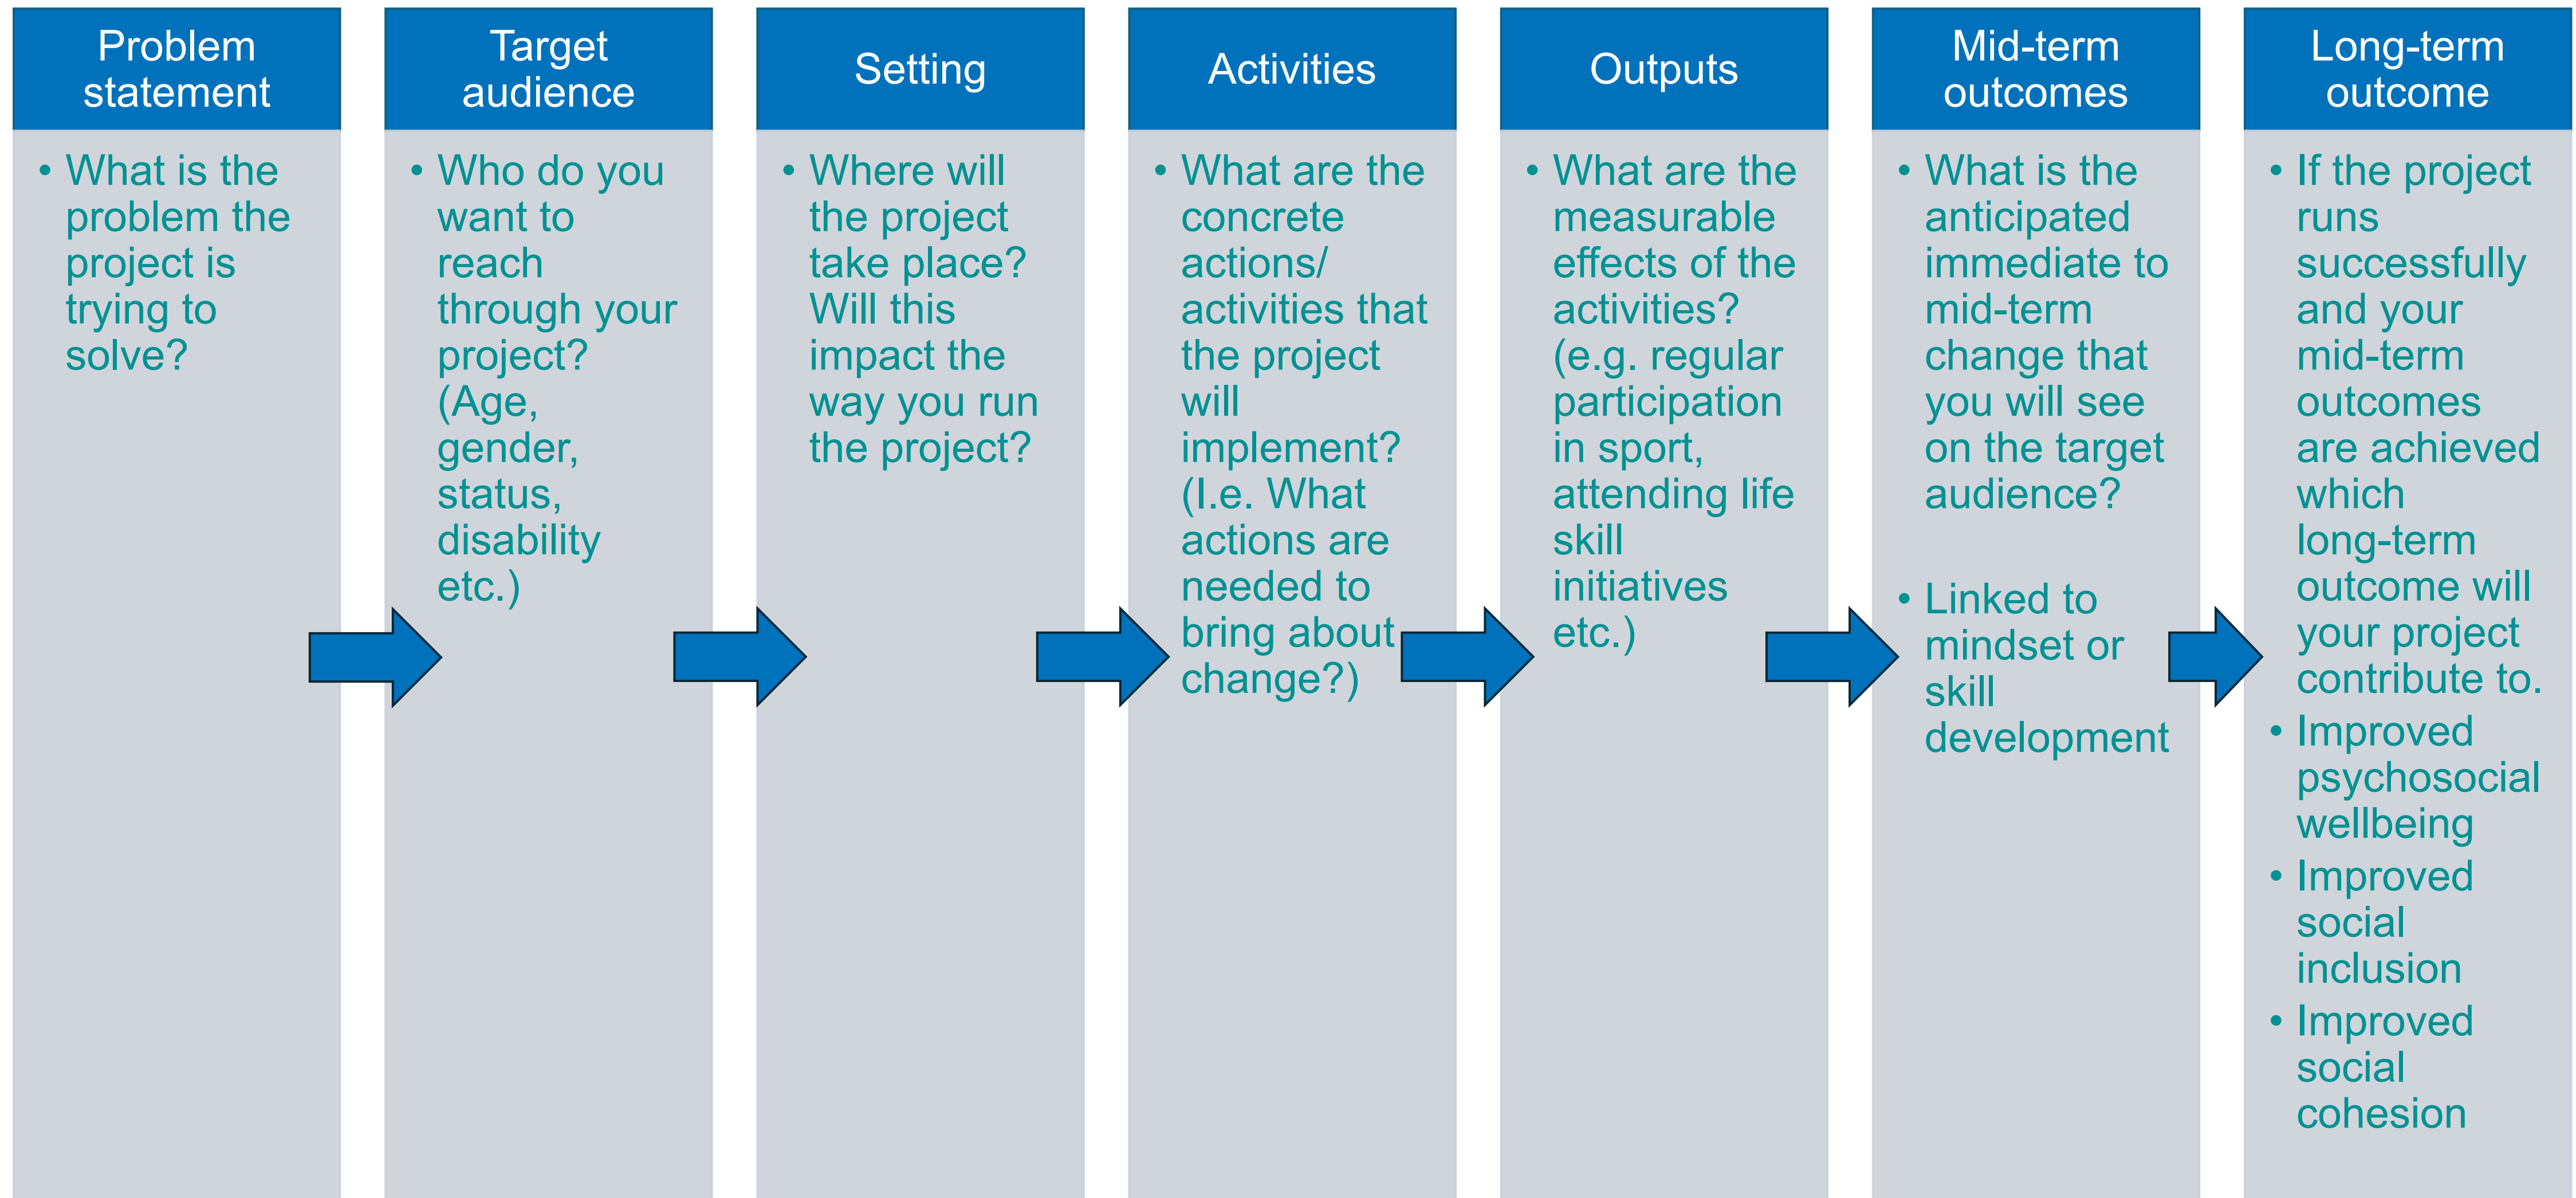 Problem
statement
• What is the
problem the
project is
trying to
solve?
Target
audience
• Who do you
want to
reach
through your
project?
(Age,
gender,
status,
disability
etc.)
Setting
• Where will
the project
take place?
Will this
impact the
way you run
the project?
Activities
• What are the
concrete
actions/
activities that
the project
will
implement?
(I.e. What
actions are
needed to
bring about
change?)
Outputs
• What are the
measurable
effects of the
activities?
(e.g. regular
participation
in sport,
attending life
skill
initiatives
etc.)
Mid-term
outcomes
• What is the
anticipated
immediate to
mid-term
change that
you will see
on the target
audience?
• Linked to
mindset or
skill
development
Long-term
outcome
• If the project
runs
successfully
and your
mid-term
outcomes
are achieved
which
long-term
outcome will
your project
contribute to.
• Improved
psychosocial
wellbeing
• Improved
social
inclusion
• Improved
social
cohesion